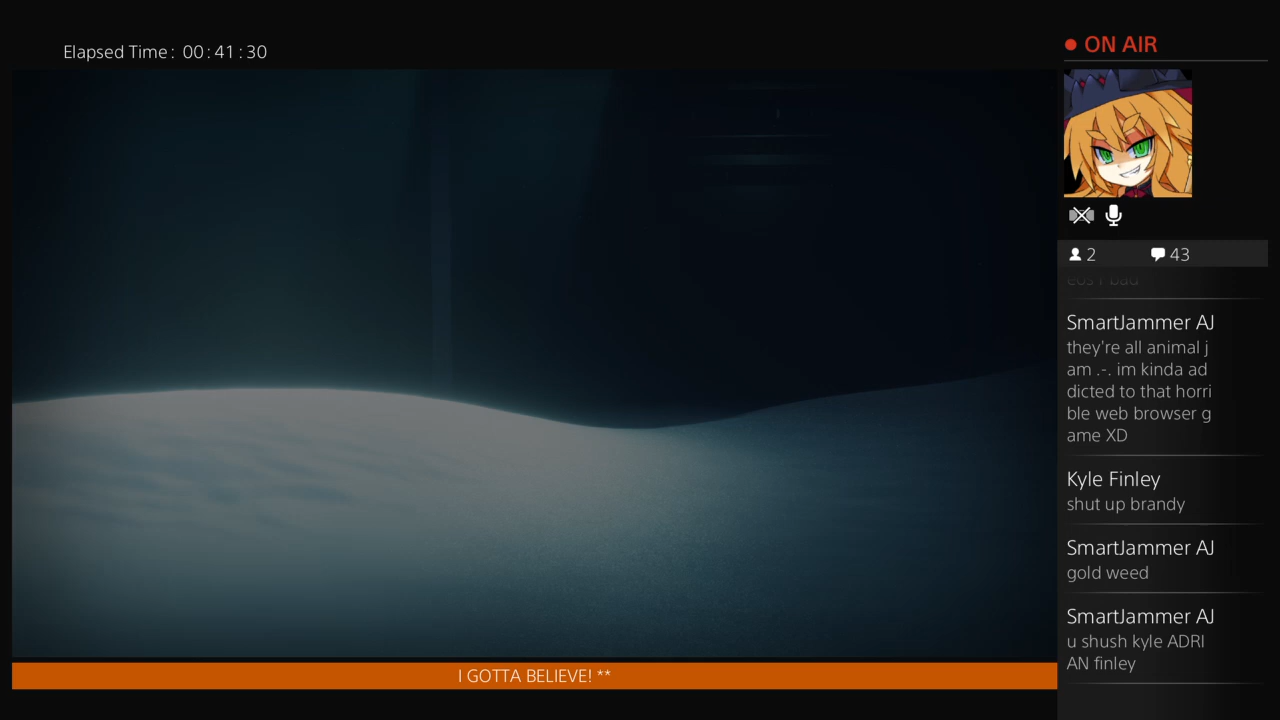 Elapsed Time: 00:41:30
ON AIR
2 43
SmartJammer AJ
they're all animal j
am .-. im kinda ad
dicted to that horri
ble web browser g
ame XD
Kyle Finley
shut up brandy
SmartJammer AJ
gold weed
SmartJammer AJ
u shush kyle ADRI
AN finley
I GOTTA BELIEVE! **